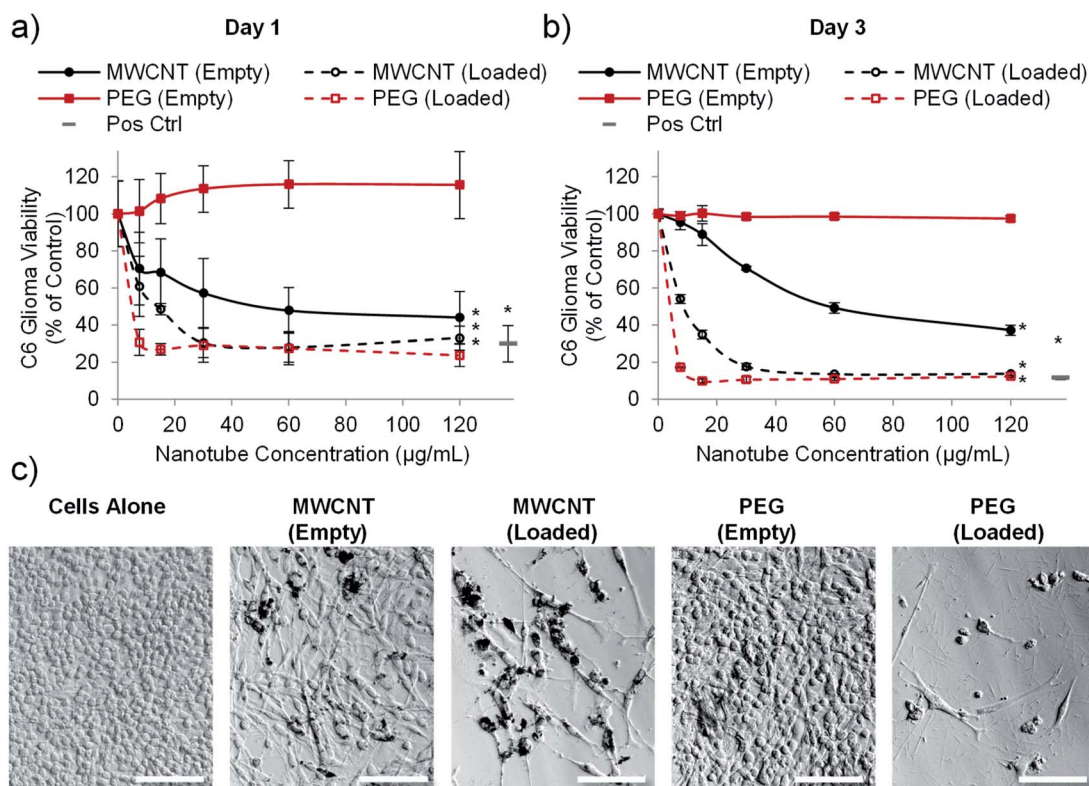 a)
Day 1
MWCNT (Empty)
MWCNT (Loaded)
PEG (Empty)
PEG (Loaded)
Pos Ctrl
C6 Glioma Viability
(% of Control)
120
100
80
60
40
20
0
*
*
*
*
0 20 40 60 80 100 120
Nanotube Concentration (µg/mL)
b)
Day 3
MWCNT (Empty)
MWCNT (Loaded)
PEG (Empty)
PEG (Loaded)
Pos Ctrl
C6 Glioma Viability
(% of Control)
120
100
80
60
40
20
0
*
*
*
*
0 20 40 60 80 100 120
Nanotube Concentration (µg/mL)
c)
Cells Alone
MWCNT
(Empty)
MWCNT
(Loaded)
PEG
(Empty)
PEG
(Loaded)